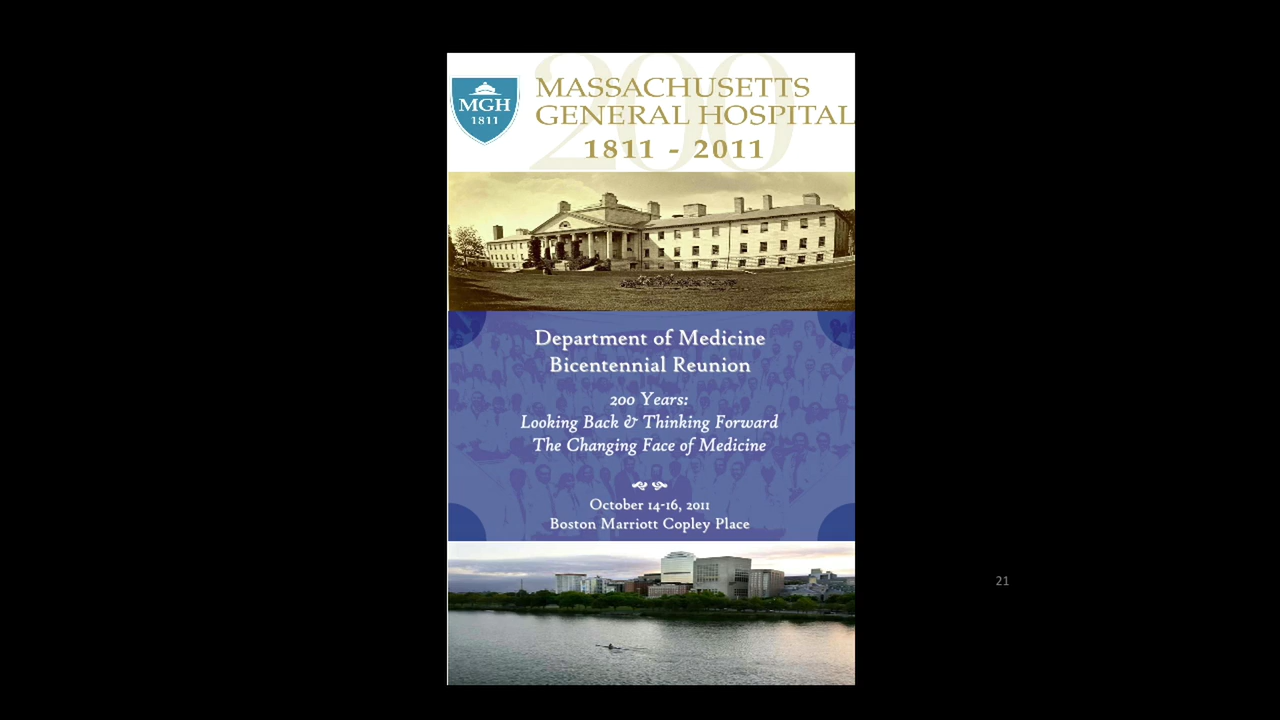 200
MGH
1811
MASSACHUSETTS
GENERAL HOSPITAL
1811 - 2011
Department of Medicine
Bicentennial Reunion
200 Years:
Looking Back & Thinking Forward
The Changing Face of Medicine
October 14-16, 2011
Boston Marriott Copley Place
21